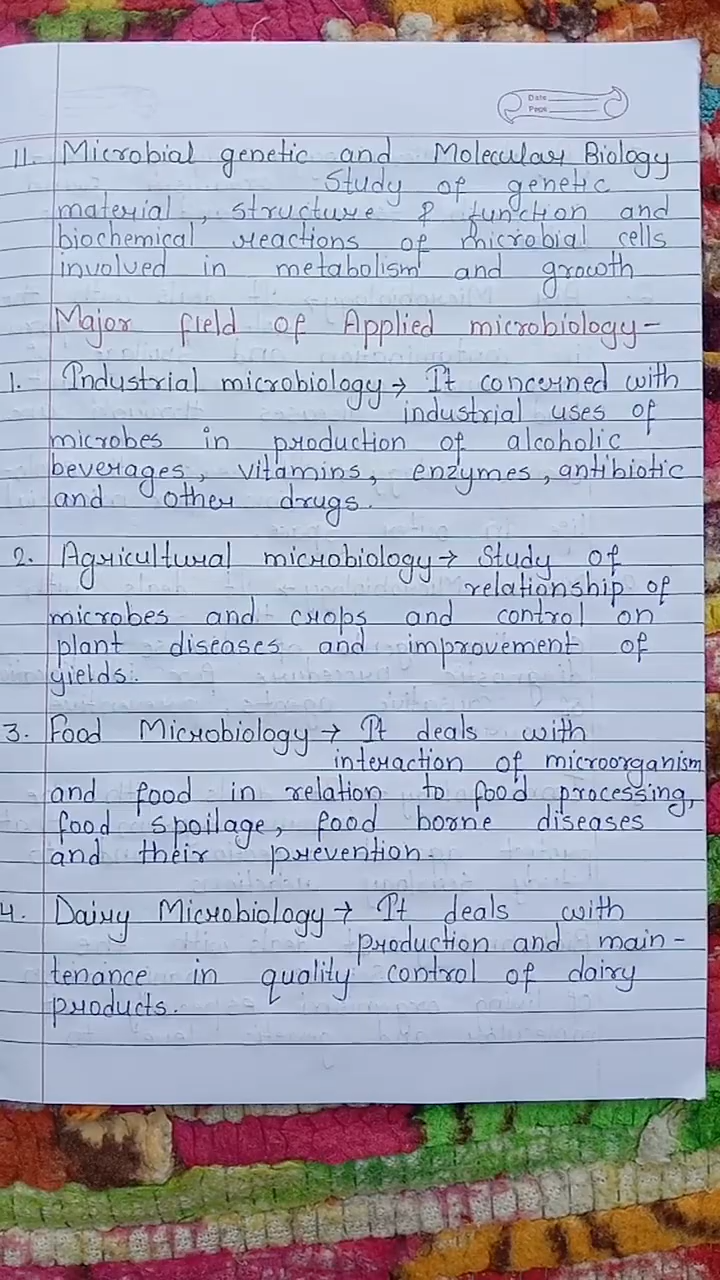 Date
Page
11. Microbial genetic and Molecular Biology
Study of genetic
material, structure & function and
biochemical reactions of microbial cells
involved in metabolism and growth
Major field of Applied microbiology-
1. Industrial microbiology → It concerned with
industrial uses of
microbes in production of alcoholic
beverages, vitamins, enzymes, antibiotic
and other drugs.
2. Agricultural microbiology → Study of
relationship of
microbes and crops and control on
plant diseases and improvement of
yields.
3. Food Microbiology → It deals with
interaction of microorganism
and food in relation to food processing,
food spoilage, food borne diseases
and their prevention.
4. Dairy Microbiology → It deals with
production and main-
tenance in quality control of dairy
products.